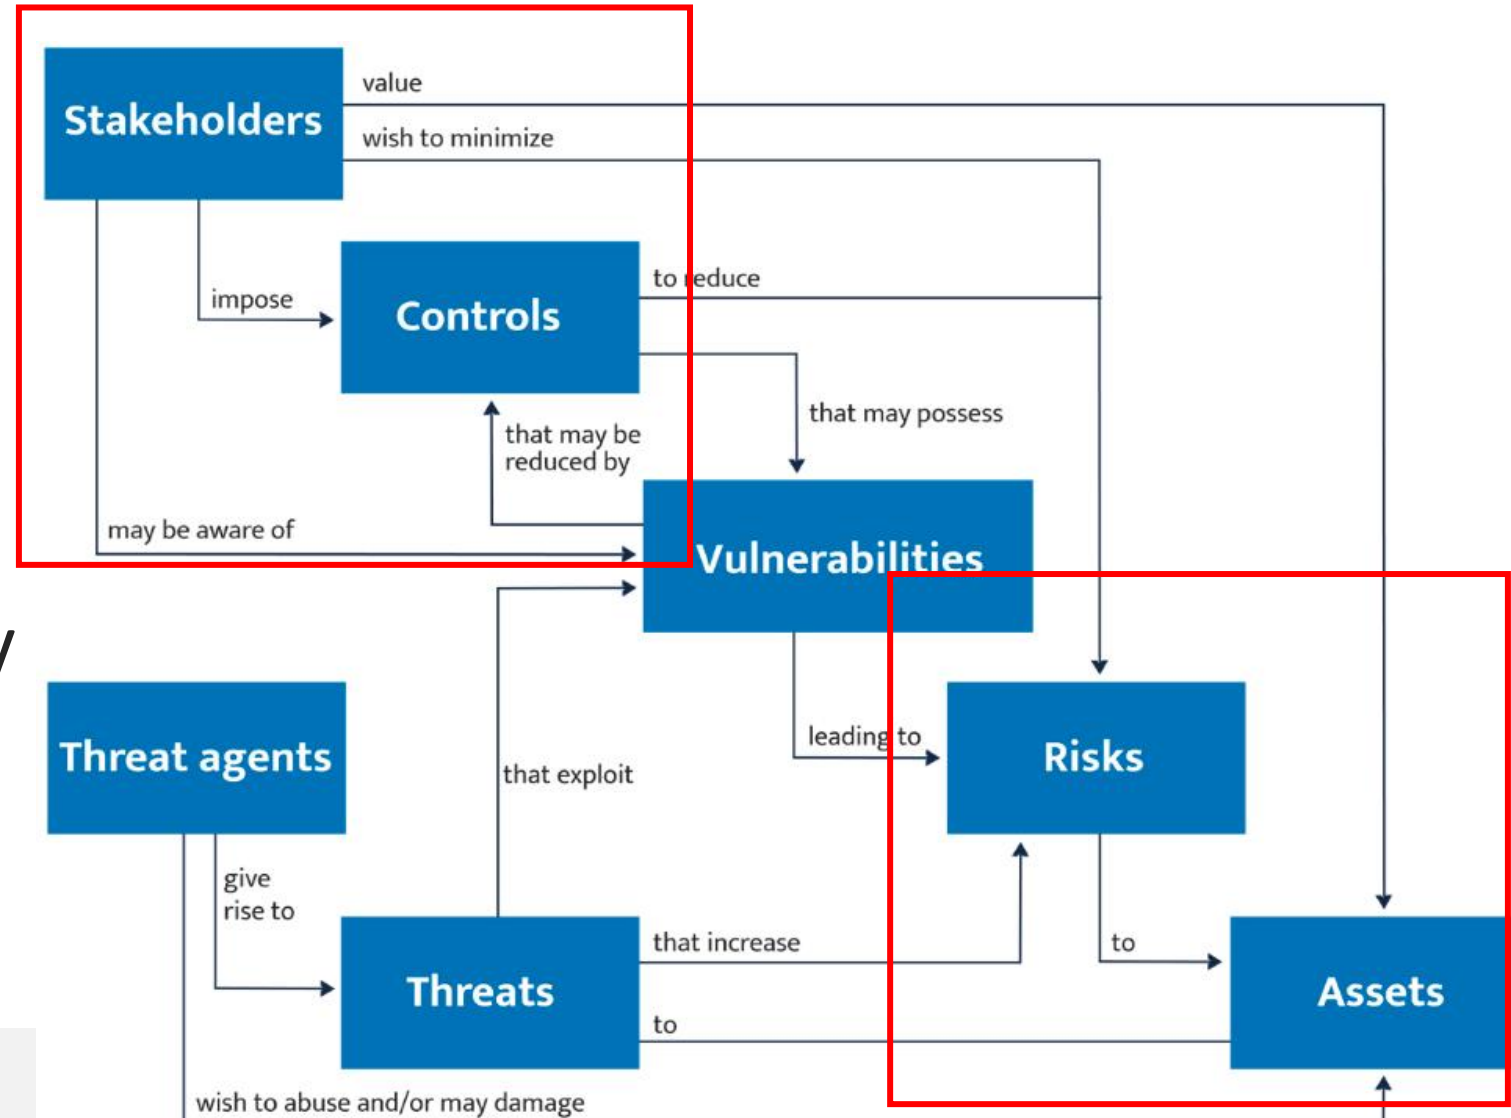 value
Stakeholders
wish to minimize
to reduce
impose
Controls
that may possess
that may be
reduced by
may be aware of
Vulnerabilities
y
Threat agents
leading to
Risks
that exploit
give
rise to
that increase
to
Threats
Assets
to
wish to abuse and/or may damage